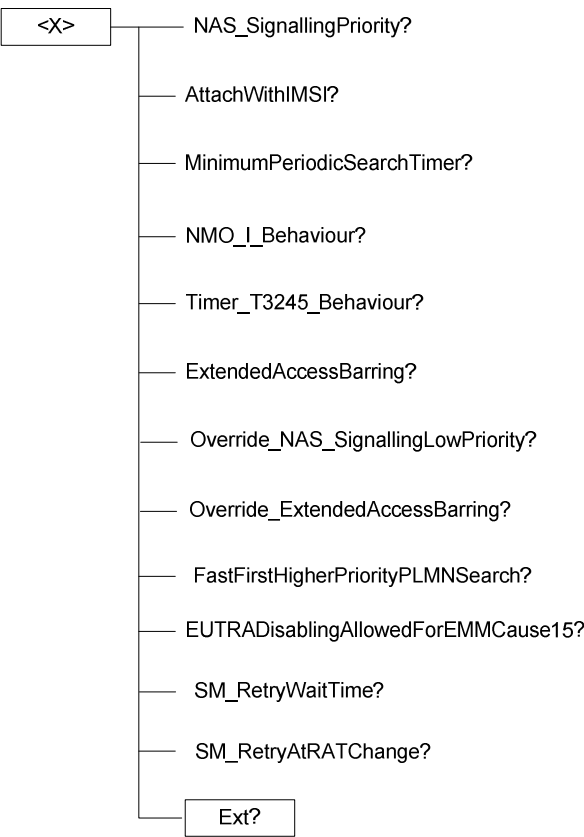 <X>
NAS_SignallingPriority?
AttachWithIMSI?
MinimumPeriodicSearchTimer?
NMO_I_Behaviour?
Timer_T3245_Behaviour?
ExtendedAccessBarring?
Override_NAS_SignallingLowPriority?
Override_ExtendedAccessBarring?
FastFirstHigherPriorityPLMNSearch?
EUTRADisablingAllowedForEMMCause15?
SM_RetryWaitTime?
SM_RetryAtRATChange?
Ext?